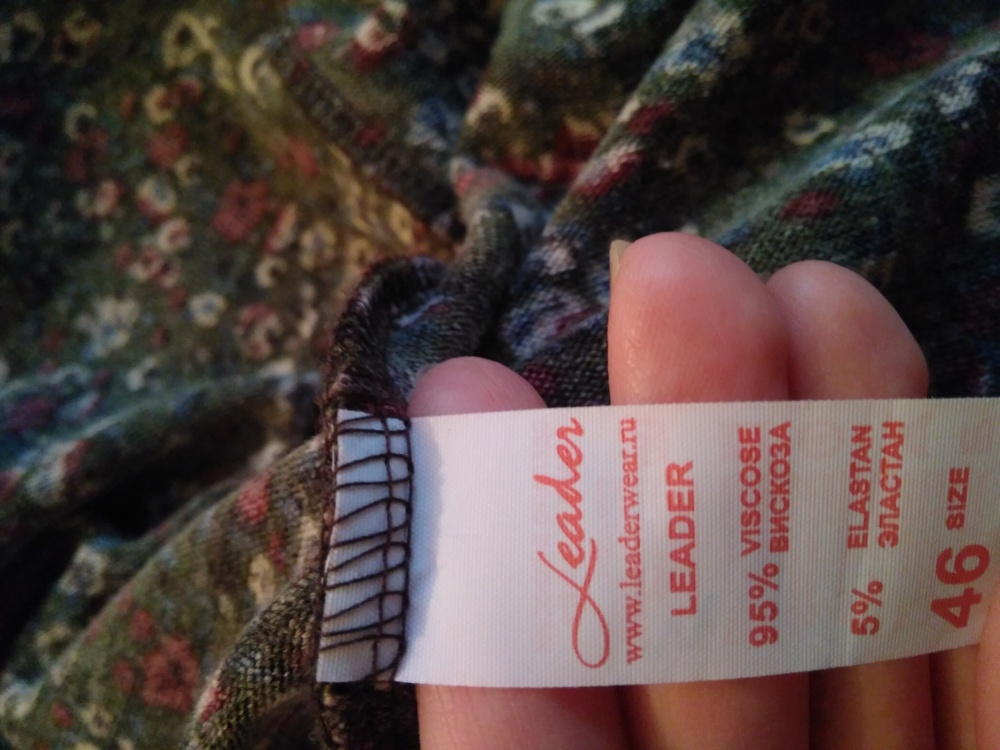 Leader
www.leaderwear.ru
LEADER
95% VISCOSE
ВИСКОЗА
5% ELASTAN
ЭЛАСТАН
46 SIZE